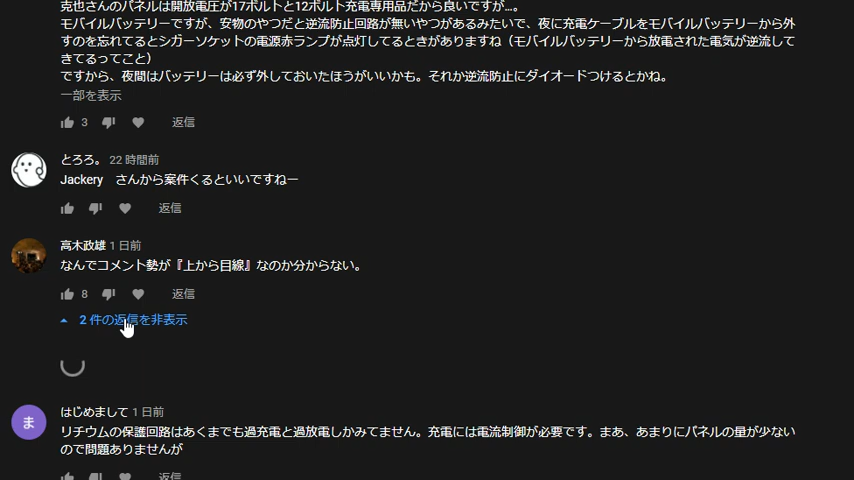 克也さんのパネルは開放電圧が17ボルトと12ボルト充電専用品だから良いですが…。
モバイルバッテリーですが、安物のやつだと逆流防止回路が無いやつがあるみたいで、夜に充電ケーブルをモバイルバッテリーから外
すのを忘れてるとシガーソケットの電源赤ランプが点灯してるときがありますね（モバイルバッテリーから放電された電気が逆流して
きてるってこと）
ですから、夜間はバッテリーは必ず外しておいたほうがいいかも。それか逆流防止にダイオードつけるとかね。
一部を表示
3 返信
とろろ。 22 時間前
Jackery　さんから案件くるといいですねー
返信
高木政雄 1 日前
なんでコメント勢が『上から目線』なのか分からない。
8 返信
2 件の返信を非表示
ま
はじめまして 1 日前
リチウムの保護回路はあくまでも過充電と過放電しかみてません。充電には電流制御が必要です。まあ、あまりにパネルの量が少ない
ので問題ありませんが
返信